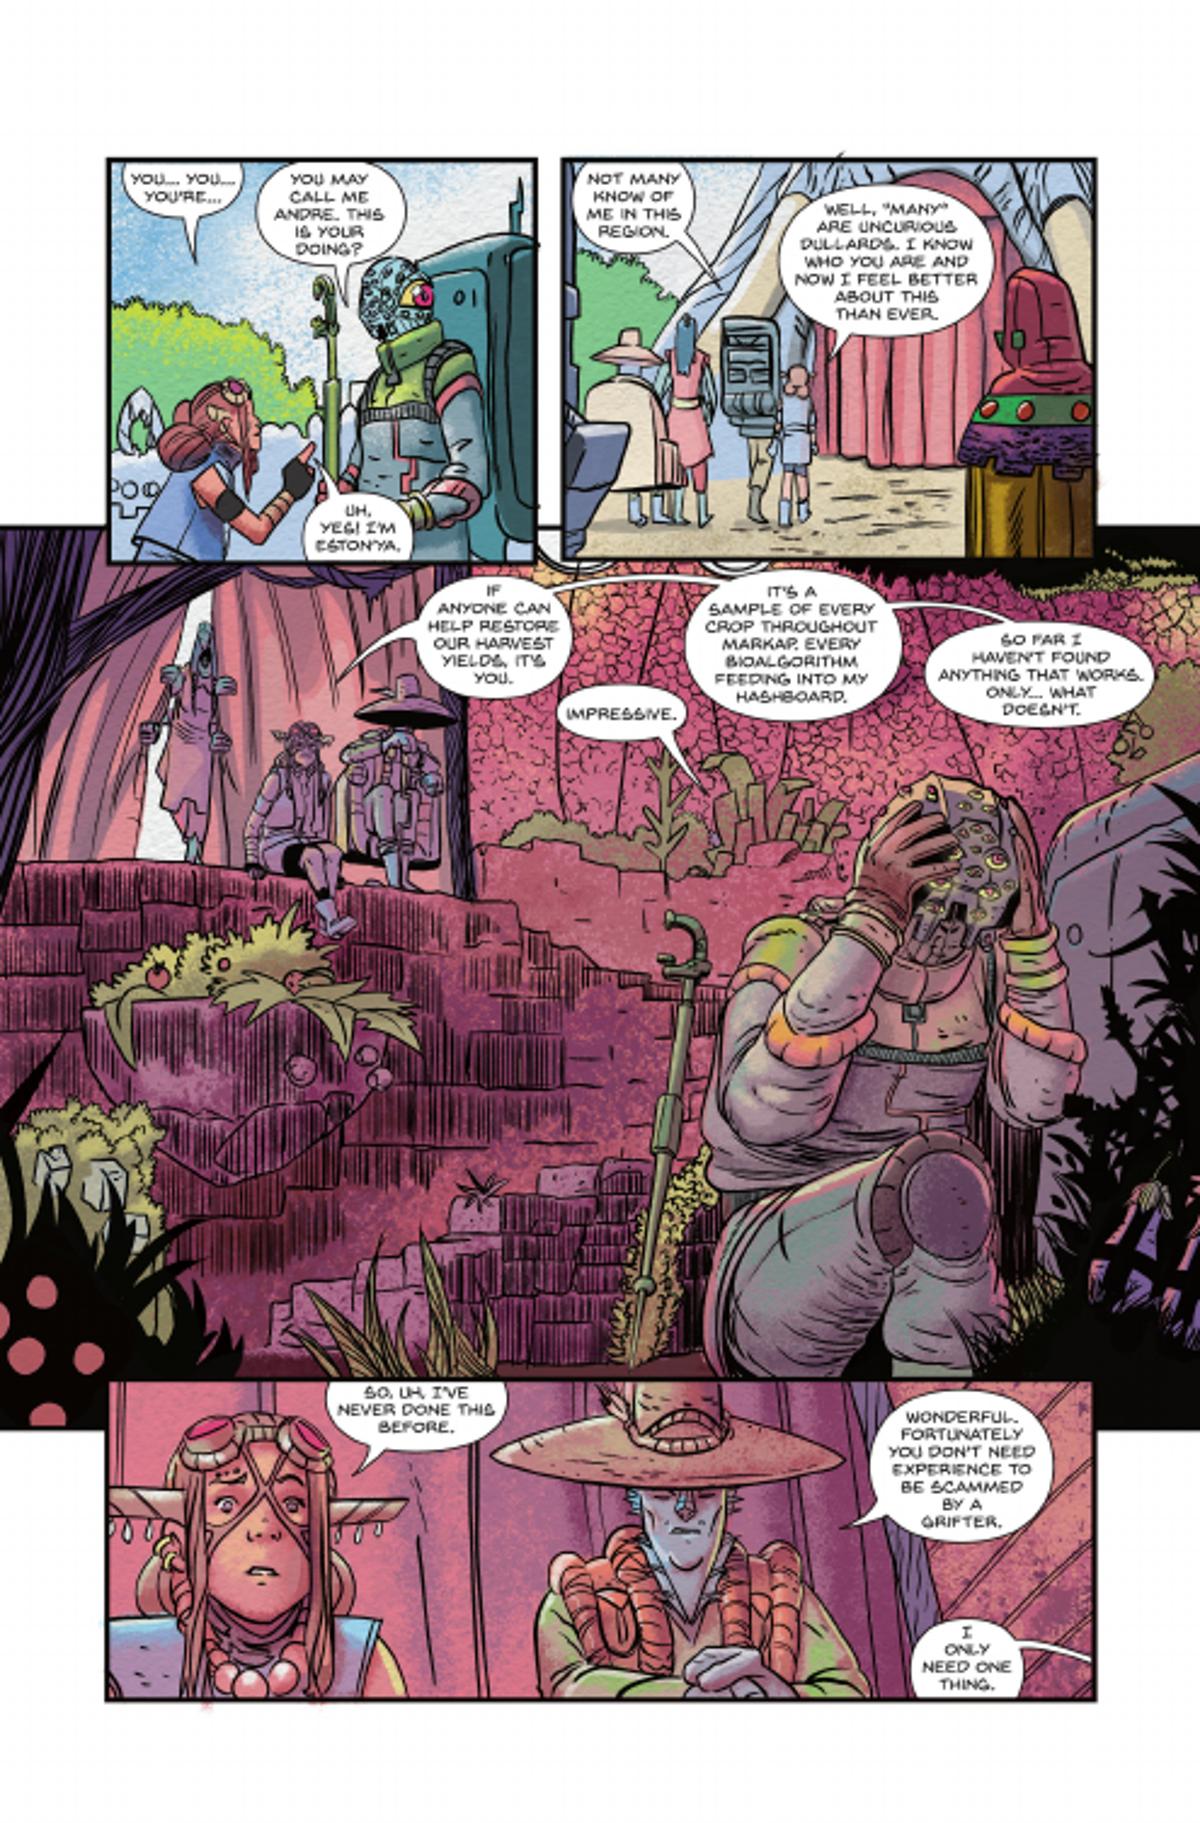 YOU... YOU...
YOU'RE...
YOU MAY
CALL ME
ANDRE. THIS
IS YOUR
DOING?
UH,
YES! I'M
ESTON'YA.
NOT MANY
KNOW OF
ME IN THIS
REGION.
WELL, "MANY"
ARE UNCURIOUS
DULLARDS. I KNOW
WHO YOU ARE AND
NOW I FEEL BETTER
ABOUT THIS
THAN EVER.
IF
ANYONE CAN
HELP RESTORE
OUR HARVEST
YIELDS, IT'S
YOU.
IT'S A
SAMPLE OF EVERY
CROP THROUGHOUT
MARKAP. EVERY
BIOALGORITHM
FEEDING INTO MY
HASHBOARD.
SO FAR I
HAVEN'T FOUND
ANYTHING THAT WORKS.
ONLY... WHAT
DOESN'T.
IMPRESSIVE.
SO, UH, I'VE
NEVER DONE THIS
BEFORE.
WONDERFUL.
FORTUNATELY
YOU DON'T NEED
EXPERIENCE TO
BE SCAMMED
BY A
GRIFTER.
I
ONLY
NEED ONE
THING.